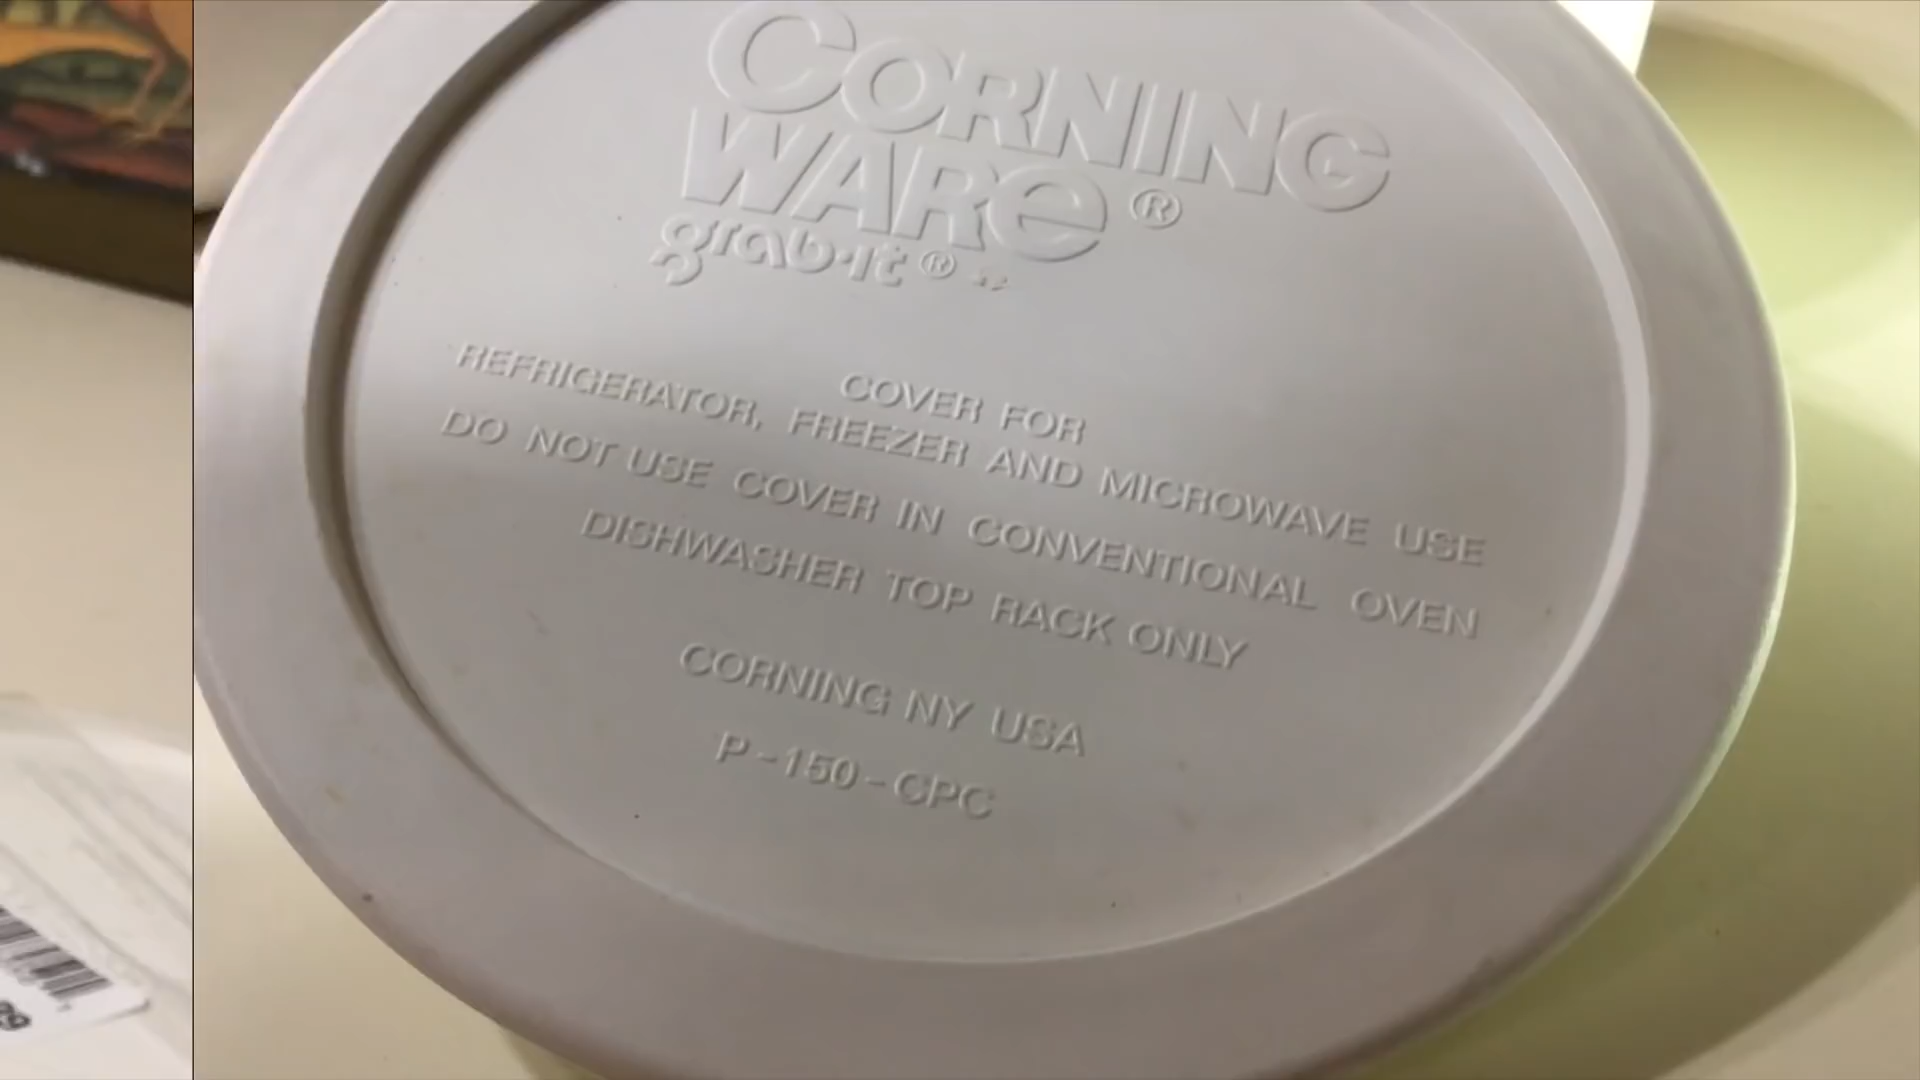 CORNING
WARe®
grab·it®
COVER FOR
REFRIGERATOR, FREEZER AND MICROWAVE USE
DO NOT USE COVER IN CONVENTIONAL OVEN
DISHWASHER TOP RACK ONLY
CORNING NY USA
P-150-CPC